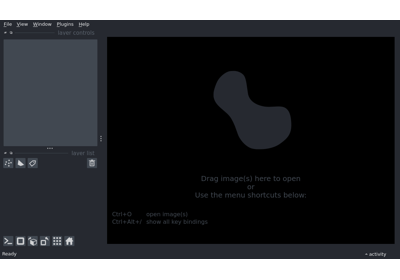 File View Window Plugins Help
layer controls
layer list
Drag image(s) here to open
or
Use the menu shortcuts below:
Ctrl+O open image(s)
Ctrl+Alt+/ show all key bindings
Ready
activity